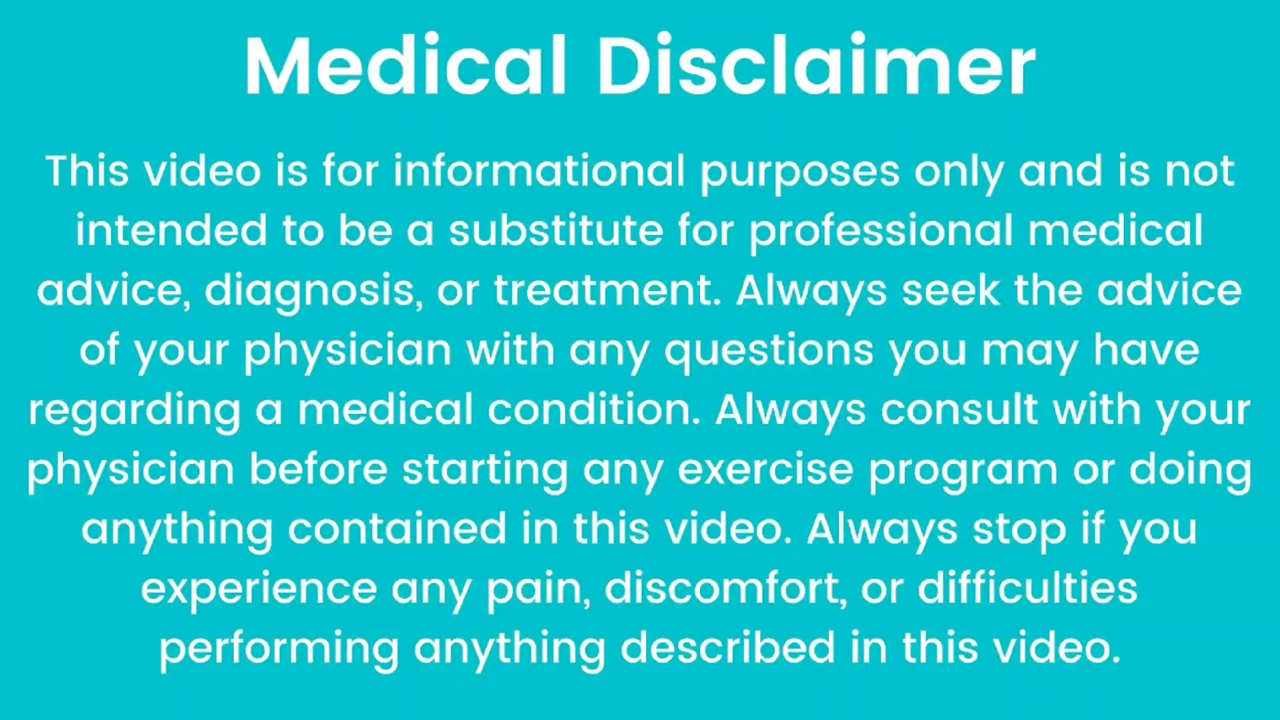 Medical Disclaimer
This video is for informational purposes only and is not
intended to be a substitute for professional medical
advice, diagnosis, or treatment. Always seek the advice
of your physician with any questions you may have
regarding a medical condition. Always consult with your
physician before starting any exercise program or doing
anything contained in this video. Always stop if you
experience any pain, discomfort, or difficulties
performing anything described in this video.